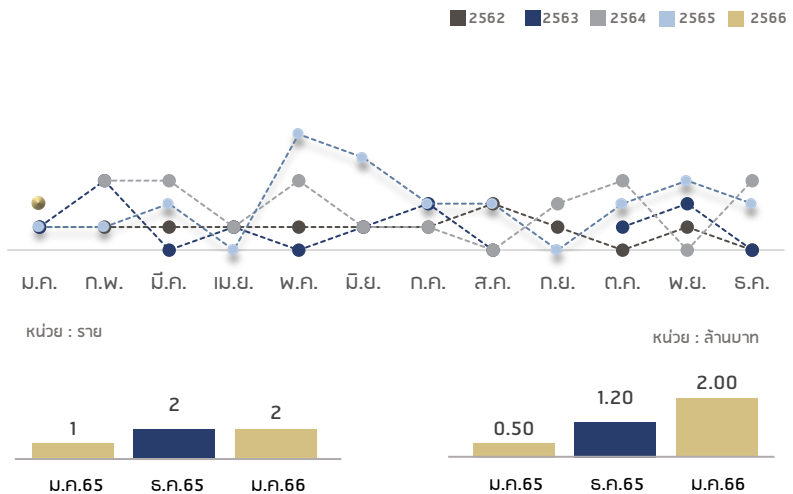 2562 2563 2564 2565 2566
ม.ค. ก.พ. มี.ค. เม.ย. พ.ค. มิ.ย. ก.ค. ส.ค. ก.ย. ต.ค. พ.ย. ธ.ค.
หน่วย : ราย
1 2 2
ม.ค.65 ธ.ค.65 ม.ค.66
หน่วย : ล้านบาท
0.50 1.20 2.00
ม.ค.65 ธ.ค.65 ม.ค.66